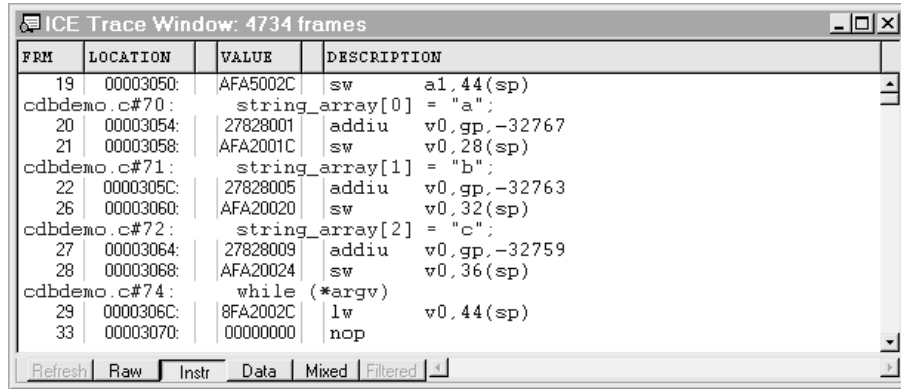 ICE Trace Window: 4734 frames
FRM LOCATION VALUE DESCRIPTION
19 00003050: AFA5002C sw a1,44(sp)
cdbdemo.c#70: string_array[0] = "a";
20 00003054: 27828001 addiu v0,gp,-32767
21 00003058: AFA2001C sw v0,28(sp)
cdbdemo.c#71: string_array[1] = "b";
22 0000305C: 27828005 addiu v0,gp,-32763
26 00003060: AFA20020 sw v0,32(sp)
cdbdemo.c#72: string_array[2] = "c";
27 00003064: 27828009 addiu v0,gp,-32759
28 00003068: AFA20024 sw v0,36(sp)
cdbdemo.c#74: while (*argv)
29 0000306C: 8FA2002C lw v0,44(sp)
33 00003070: 00000000 nop
Refresh Raw Instr Data Mixed Filtered